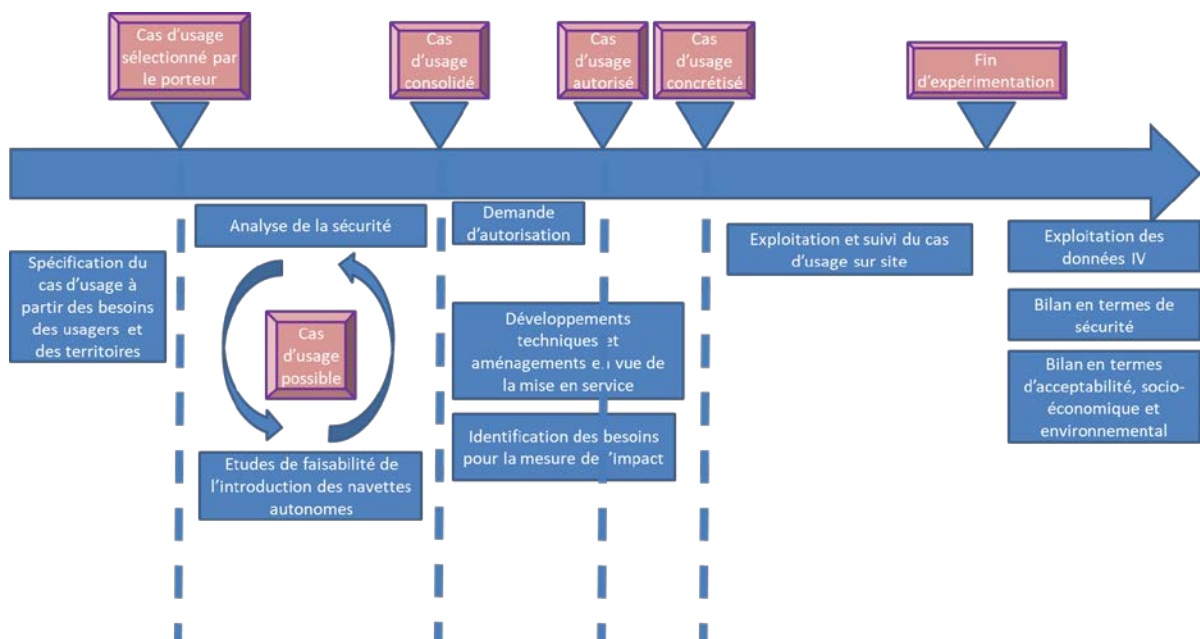 Cas d'usage
sélectionné par
le porteur
Cas
d'usage
consolidé
Cas
d'usage
autorisé
Cas
d'usage
concrétisé
Fin
d'expérimentation
Spécification du
cas d'usage à
partir des besoins
des usagers et
des territoires
Analyse de la sécurité
Cas
d'usage
possible
Etudes de faisabilité de
l'introduction des navettes
autonomes
Demande
d'autorisation
Développements
techniques et
aménagements en vue de
la mise en service
Identification des besoins
pour la mesure de l'Impact
Exploitation et suivi du cas
d'usage sur site
Exploitation des
données IV
Bilan en termes de
sécurité
Bilan en termes
d'acceptabilité, socio-
économique et
environnemental